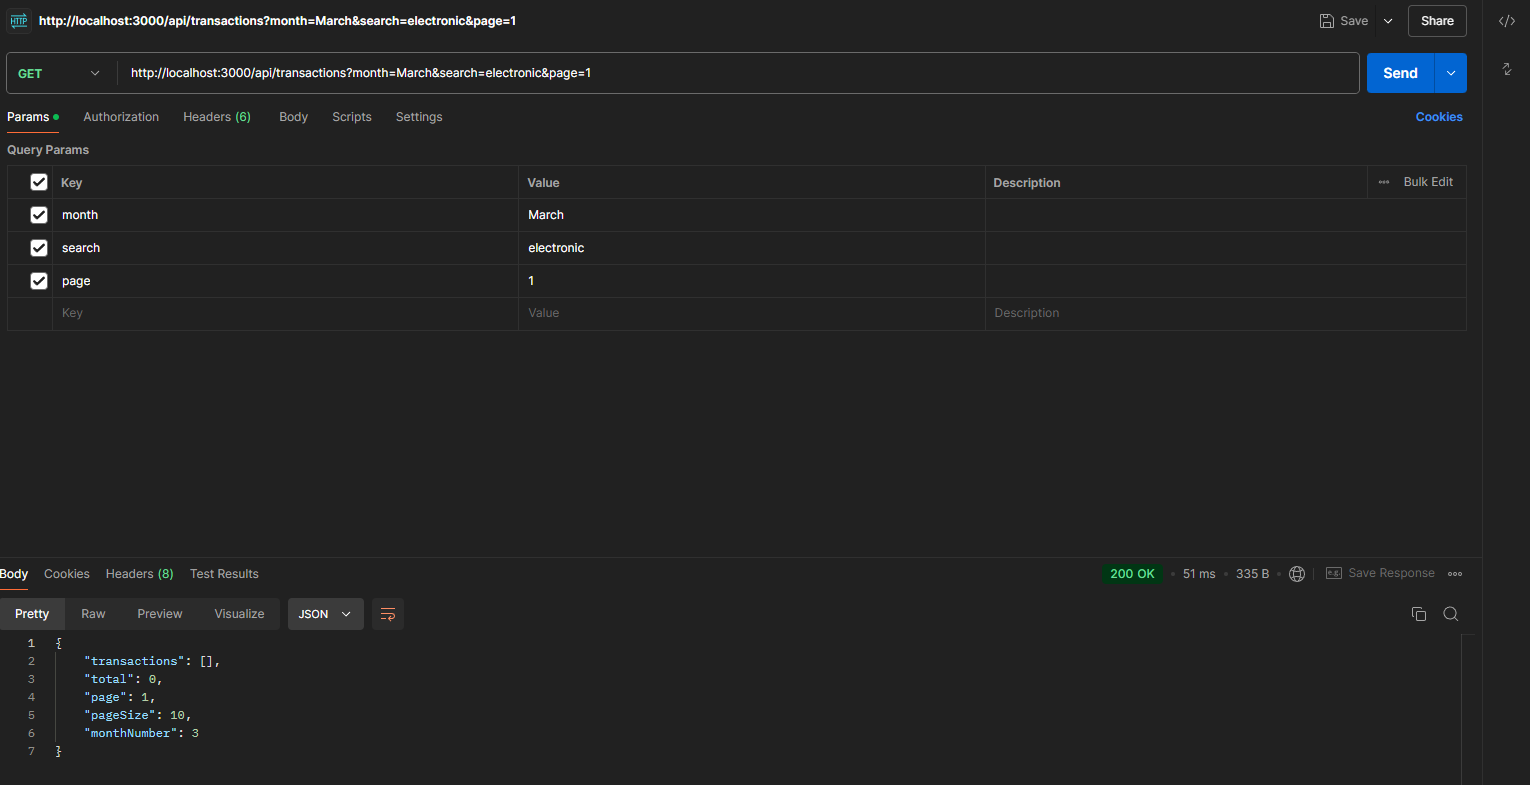 HTTP http://localhost:3000/api/transactions?month=March&search=electronic&page=1 Save Share </>
GET http://localhost:3000/api/transactions?month=March&search=electronic&page=1 Send
Params Authorization Headers (6) Body Scripts Settings Cookies
Query Params
Key Value Description Bulk Edit
month March
search electronic
page 1
Key Value Description
Body Cookies Headers (8) Test Results 200 OK 51 ms 335 B e.g. Save Response
Pretty Raw Preview Visualize JSON
1 {
2 "transactions": [],
3 "total": 0,
4 "page": 1,
5 "pageSize": 10,
6 "monthNumber": 3
7 }